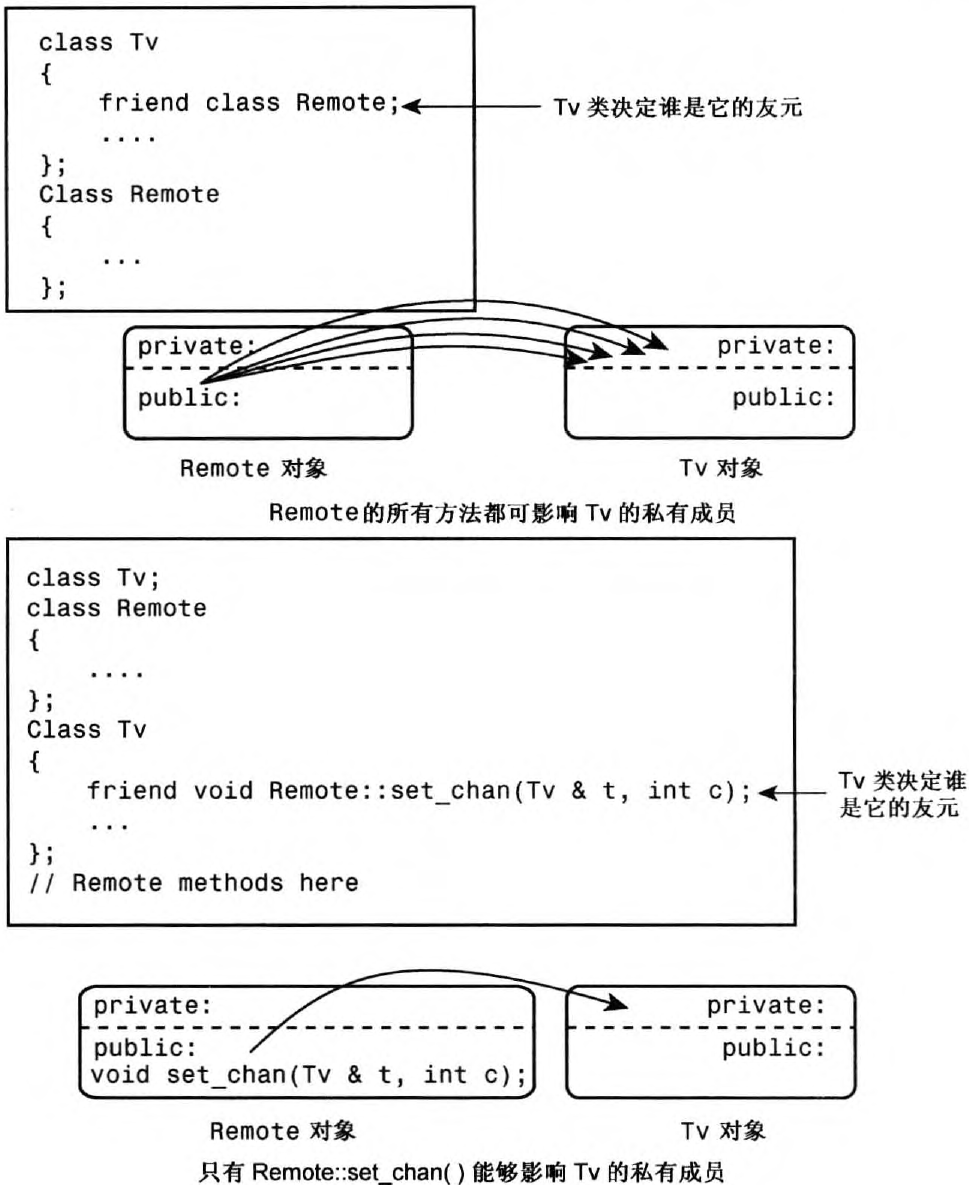 class Tv
{
friend class Remote;
Tv 类决定谁是它的友元
....
};
Class Remote
{
...
};
private:
public:
private:
public:
Remote 对象
Tv 对象
Remote的所有方法都可影响 Tv 的私有成员
class Tv;
class Remote
{
....
};
Class Tv
{
friend void Remote::set_chan(Tv & t, int c);
Tv 类决定谁
是它的友元
...
};
// Remote methods here
private:
public:
void set_chan(Tv & t, int c);
private:
public:
Remote 对象
Tv 对象
只有 Remote::set_chan( ) 能够影响 Tv 的私有成员